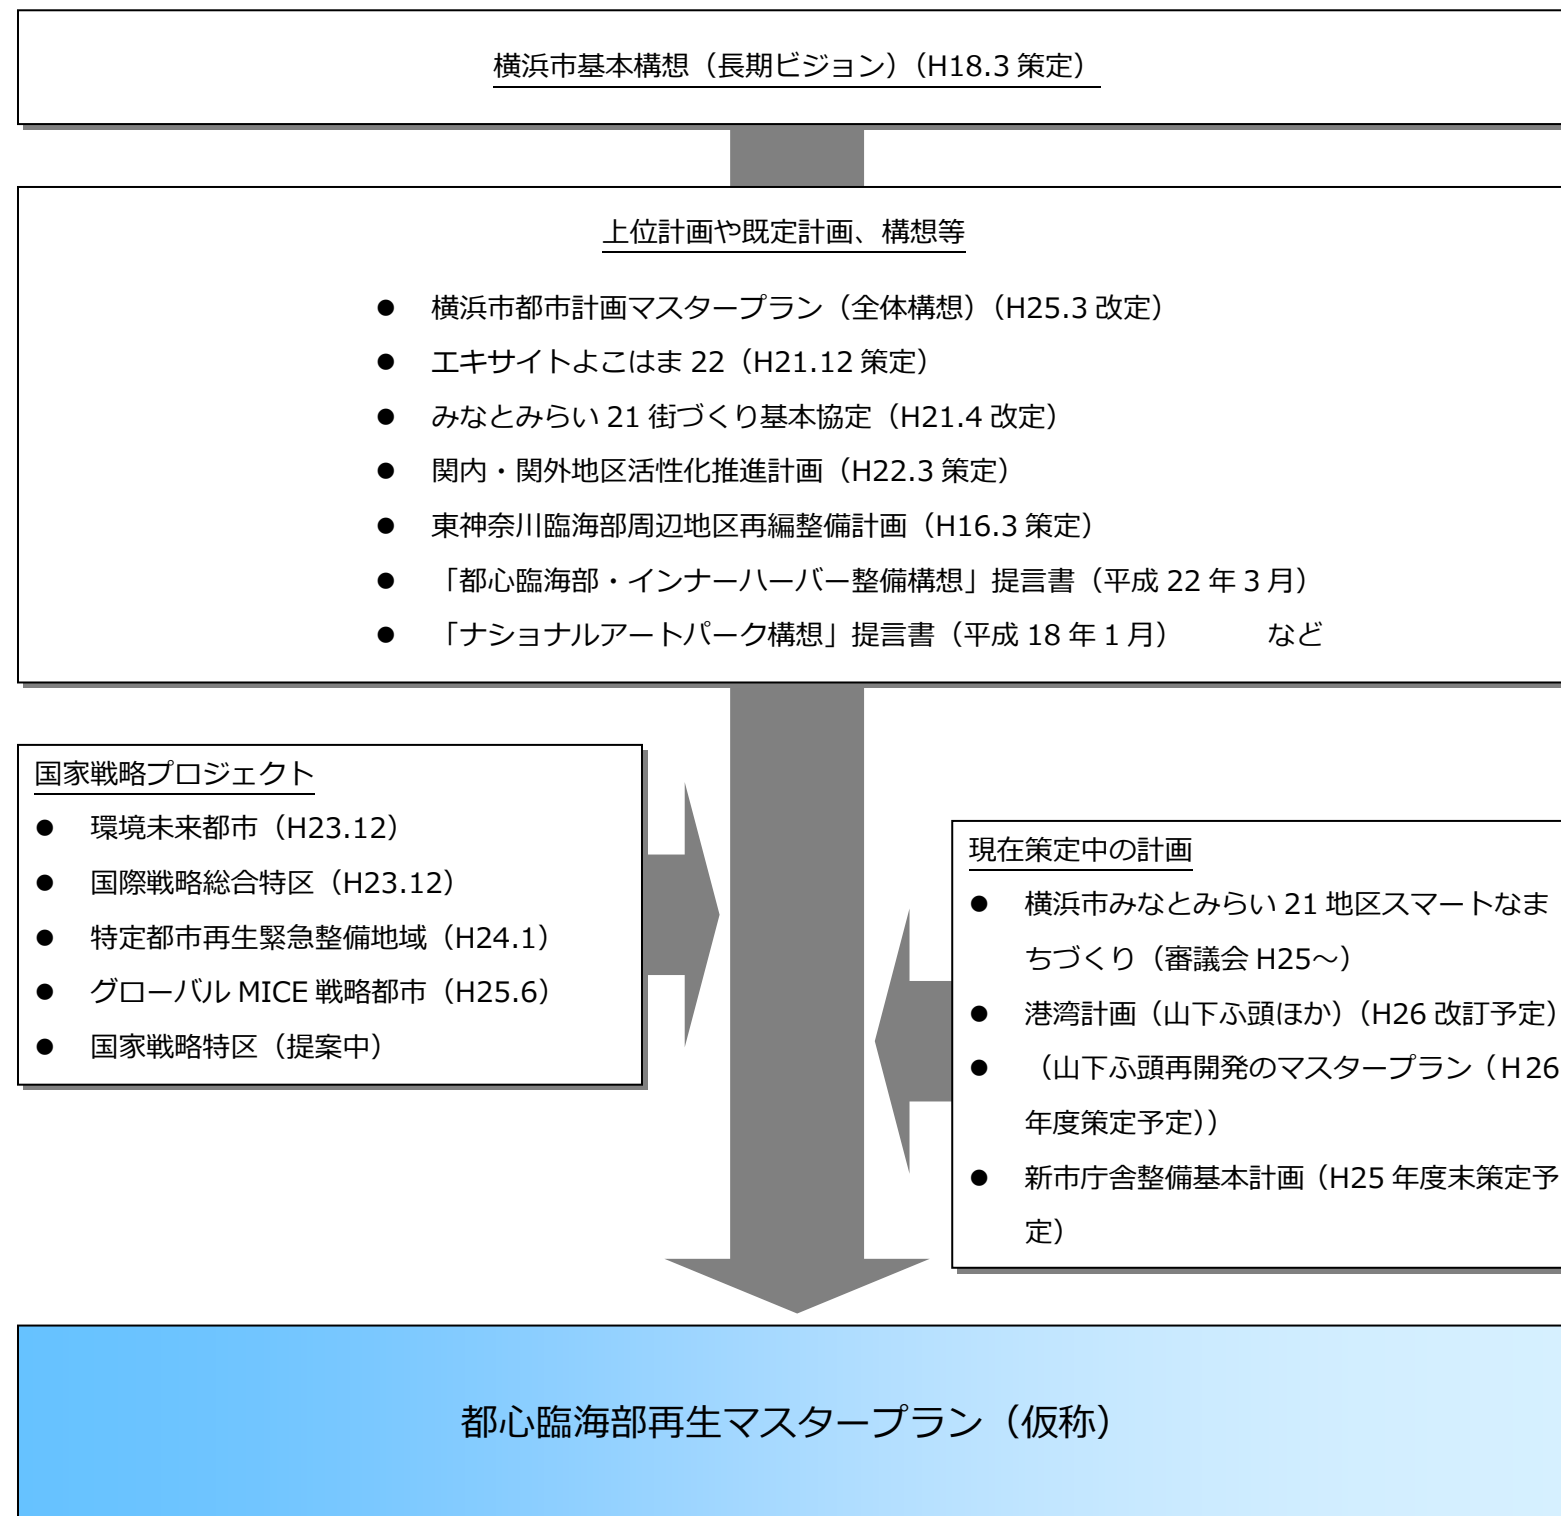 横浜市基本構想（長期ビジョン）（H18.3 策定）
上位計画や既定計画、構想等
● 横浜市都市計画マスタープラン（全体構想）（H25.3 改定）
● エキサイトよこはま 22（H21.12 策定）
● みなとみらい 21 街づくり基本協定（H21.4 改定）
● 関内・関外地区活性化推進計画（H22.3 策定）
● 東神奈川臨海部周辺地区再編整備計画（H16.3 策定）
● 「都心臨海部・インナーハーバー整備構想」提言書（平成 22 年 3 月）
● 「ナショナルアートパーク構想」提言書（平成 18 年 1 月） など
国家戦略プロジェクト
● 環境未来都市（H23.12）
● 国際戦略総合特区（H23.12）
● 特定都市再生緊急整備地域（H24.1）
● グローバル MICE 戦略都市（H25.6）
● 国家戦略特区（提案中）
現在策定中の計画
● 横浜市みなとみらい 21 地区スマートなま
ちづくり（審議会 H25～）
● 港湾計画（山下ふ頭ほか）（H26 改訂予定）
● （山下ふ頭再開発のマスタープラン（Ｈ26
年度策定予定））
● 新市庁舎整備基本計画（H25 年度末策定予
定）
都心臨海部再生マスタープラン（仮称）